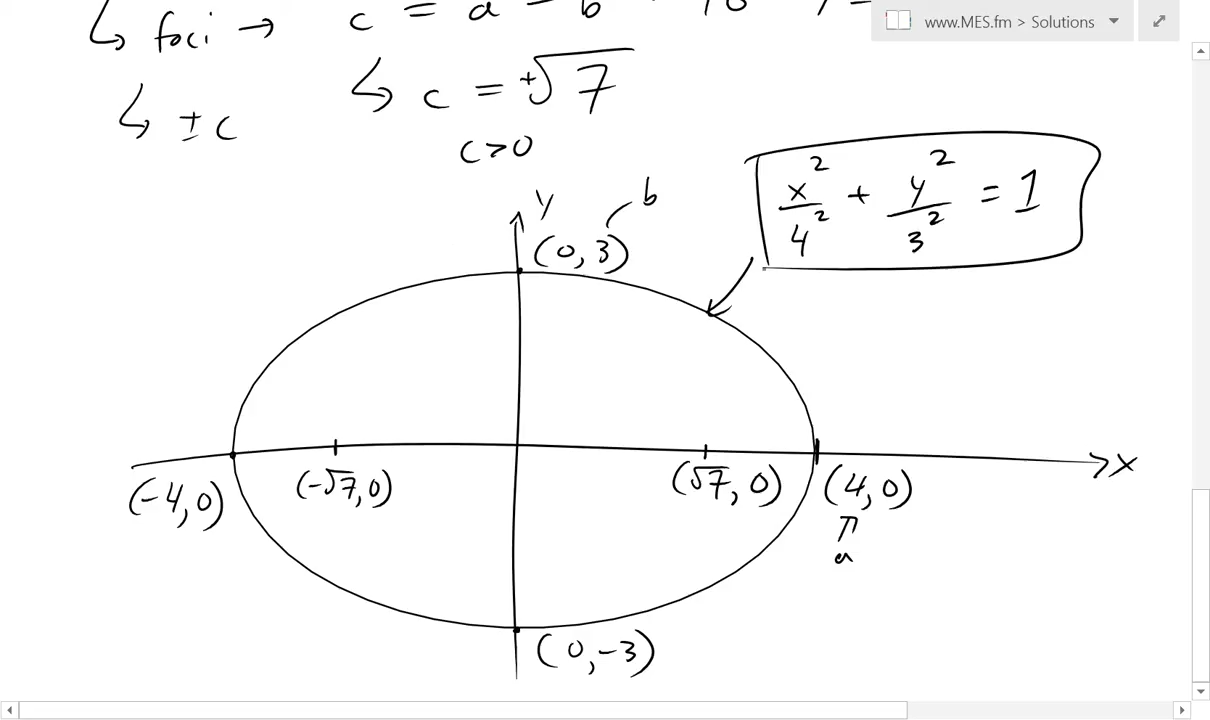 ↳ foci → c = a - b
www.MES.fm > Solutions
↳ ±c
↳ c = +√7
c > 0
x²/4² + y²/3² = 1
y
b
(0, 3)
x
(-4, 0)
(-√7, 0)
(√7, 0)
(4, 0)
a
(0, -3)